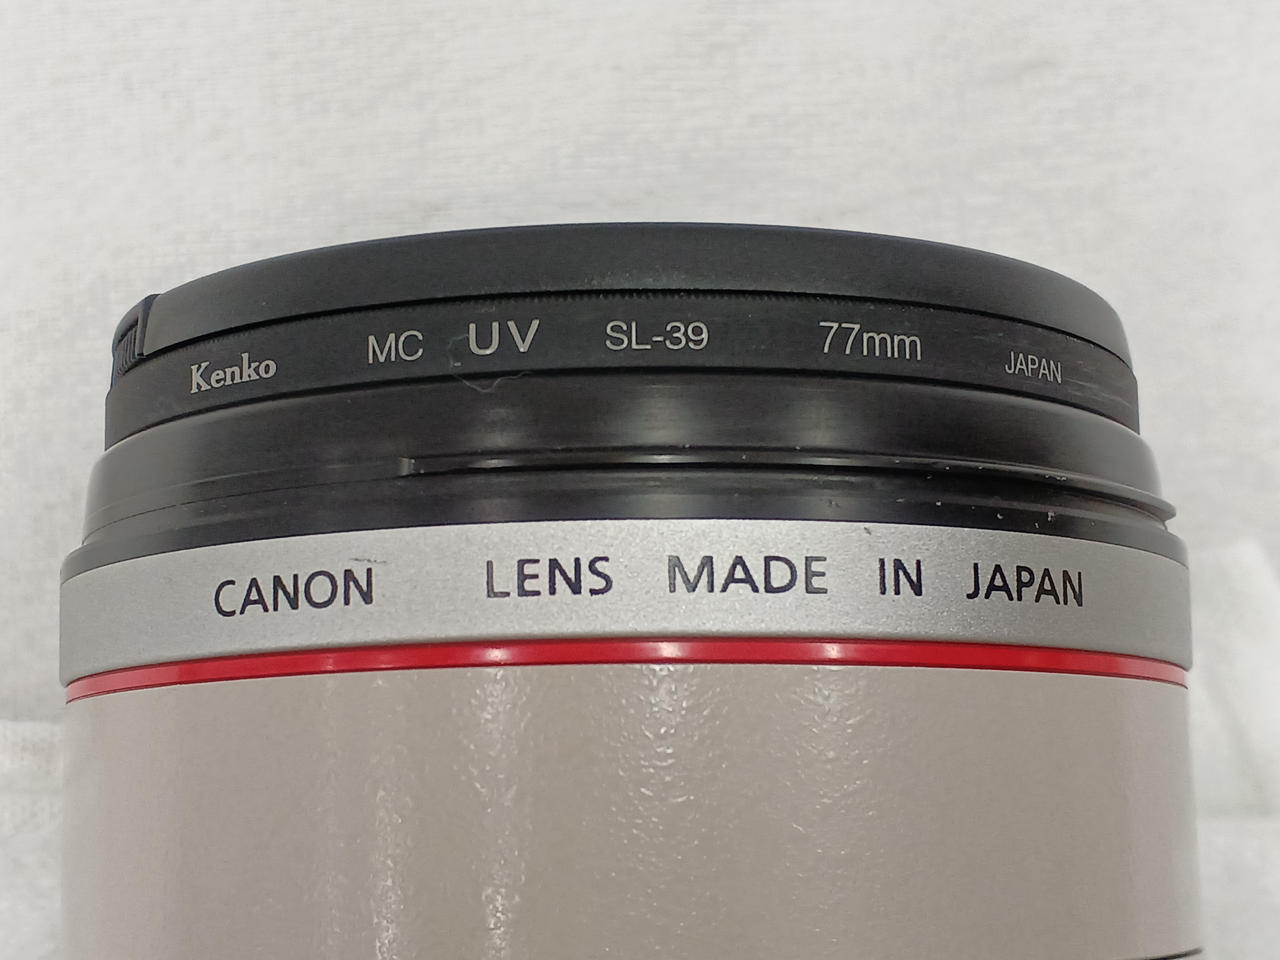 Kenko MC UV SL-39 77mm JAPAN
CANON LENS MADE IN JAPAN